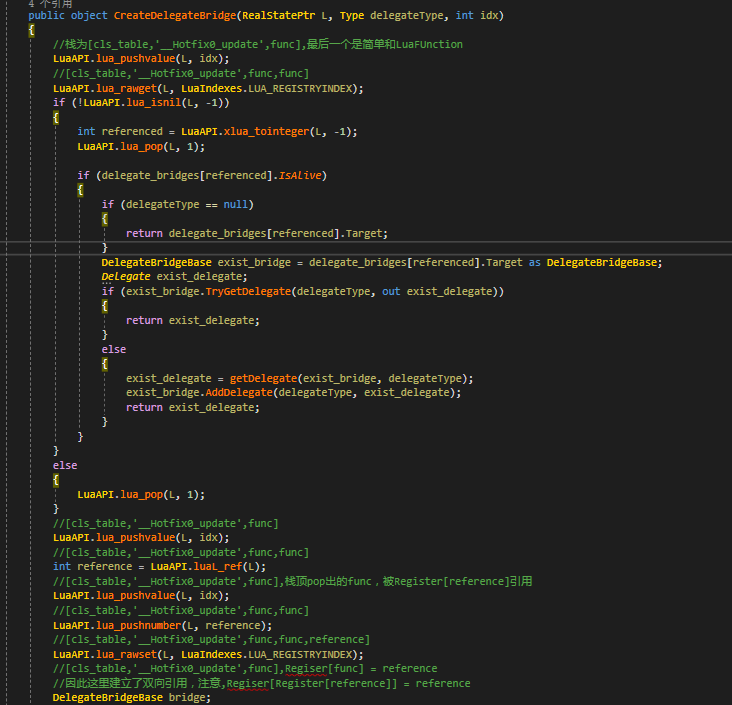 4 个引用
public object CreateDelegateBridge(RealStatePtr L, Type delegateType, int idx)
{
//栈为[cls_table,'__Hotfix0_update',func],最后一个是简单和LuaFUnction
LuaAPI.lua_pushvalue(L, idx);
//[cls_table,'__Hotfix0_update',func,func]
LuaAPI.lua_rawget(L, LuaIndexes.LUA_REGISTRYINDEX);
if (!LuaAPI.lua_isnil(L, -1))
{
int referenced = LuaAPI.xlua_tointeger(L, -1);
LuaAPI.lua_pop(L, 1);
if (delegate_bridges[referenced].IsAlive)
{
if (delegateType == null)
{
return delegate_bridges[referenced].Target;
}
DelegateBridgeBase exist_bridge = delegate_bridges[referenced].Target as DelegateBridgeBase;
Delegate exist_delegate;
if (exist_bridge.TryGetDelegate(delegateType, out exist_delegate))
{
return exist_delegate;
}
else
{
exist_delegate = getDelegate(exist_bridge, delegateType);
exist_bridge.AddDelegate(delegateType, exist_delegate);
return exist_delegate;
}
}
}
else
{
LuaAPI.lua_pop(L, 1);
}
//[cls_table,'__Hotfix0_update',func]
LuaAPI.lua_pushvalue(L, idx);
//[cls_table,'__Hotfix0_update',func,func]
int reference = LuaAPI.luaL_ref(L);
//[cls_table,'__Hotfix0_update',func],栈顶pop出的func，被Register[reference]引用
LuaAPI.lua_pushvalue(L, idx);
//[cls_table,'__Hotfix0_update',func,func]
LuaAPI.lua_pushnumber(L, reference);
//[cls_table,'__Hotfix0_update',func,func,reference]
LuaAPI.lua_rawset(L, LuaIndexes.LUA_REGISTRYINDEX);
//[cls_table,'__Hotfix0_update',func],Regiser[func] = reference
//因此这里建立了双向引用，注意,Regiser[Register[reference]] = reference
DelegateBridgeBase bridge;